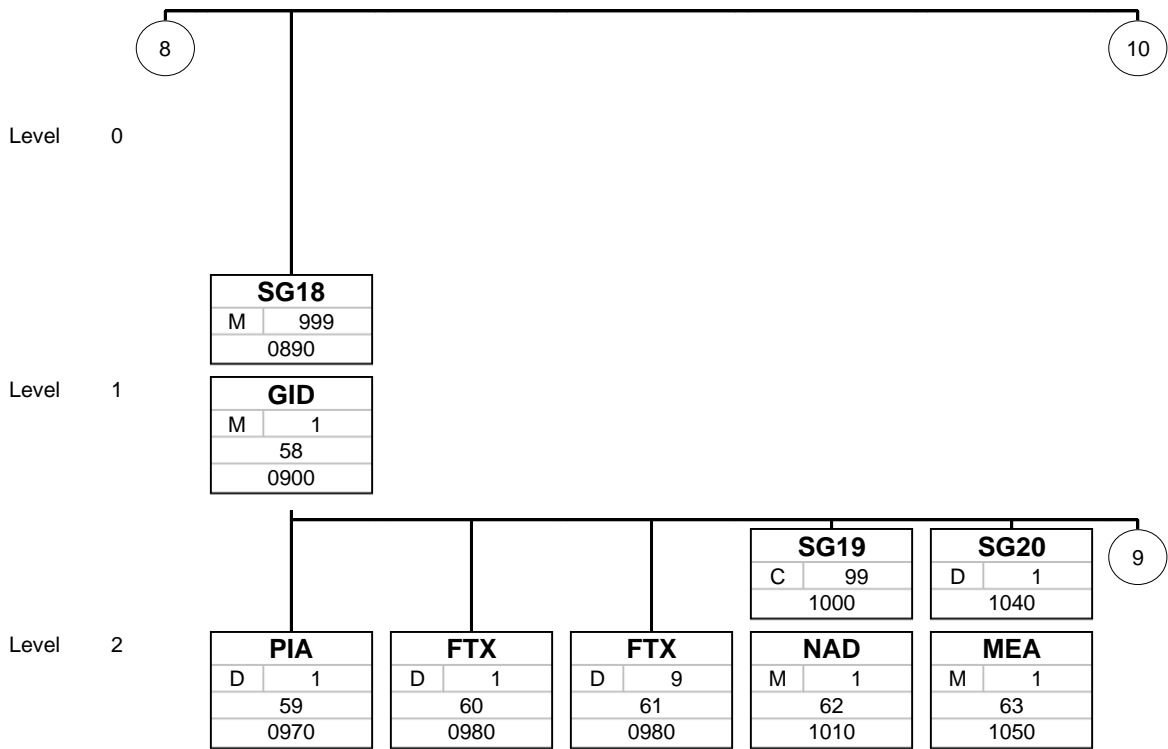 8 10
Level 0
SG18
M 999
0890
Level 1
GID
M 1
58
0900
SG19 SG20 9
C 99 D 1
1000 1040
Level 2
PIA FTX FTX NAD MEA
D 1 D 1 D 9 M 1 M 1
59 60 61 62 63
0970 0980 0980 1010 1050